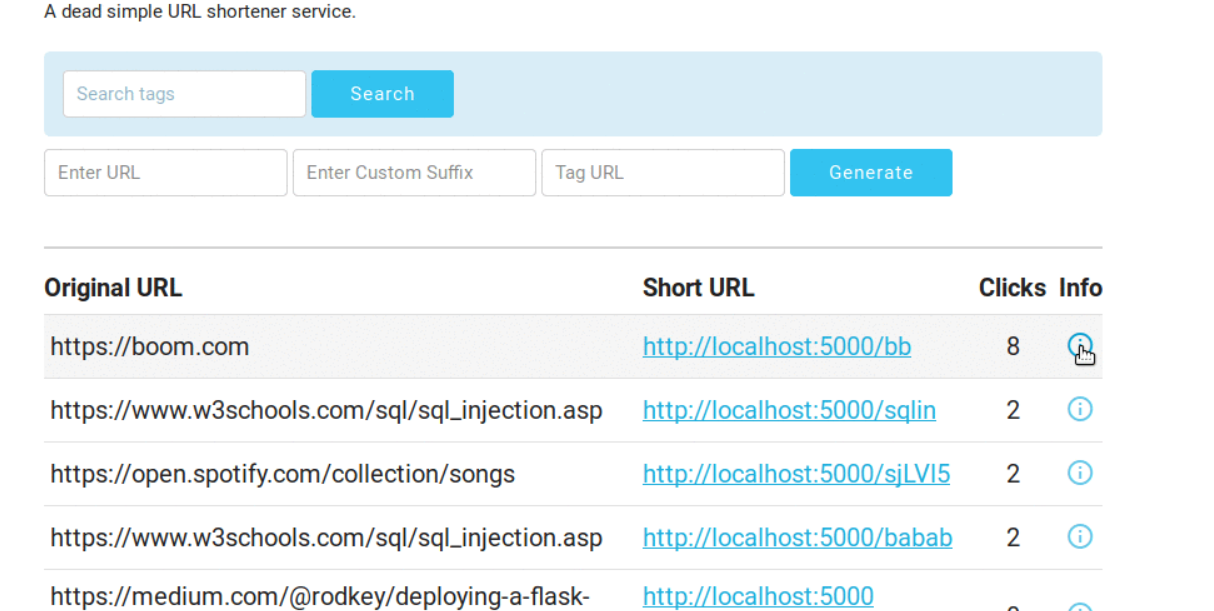 A dead simple URL shortener service.
Search tags Search
Enter URL Enter Custom Suffix Tag URL Generate
Original URL Short URL Clicks Info
https://boom.com http://localhost:5000/bb 8
https://www.w3schools.com/sql/sql_injection.asp http://localhost:5000/sqlin 2
https://open.spotify.com/collection/songs http://localhost:5000/sjLVI5 2
https://www.w3schools.com/sql/sql_injection.asp http://localhost:5000/babab 2
https://medium.com/@rodkey/deploying-a-flask- http://localhost:5000